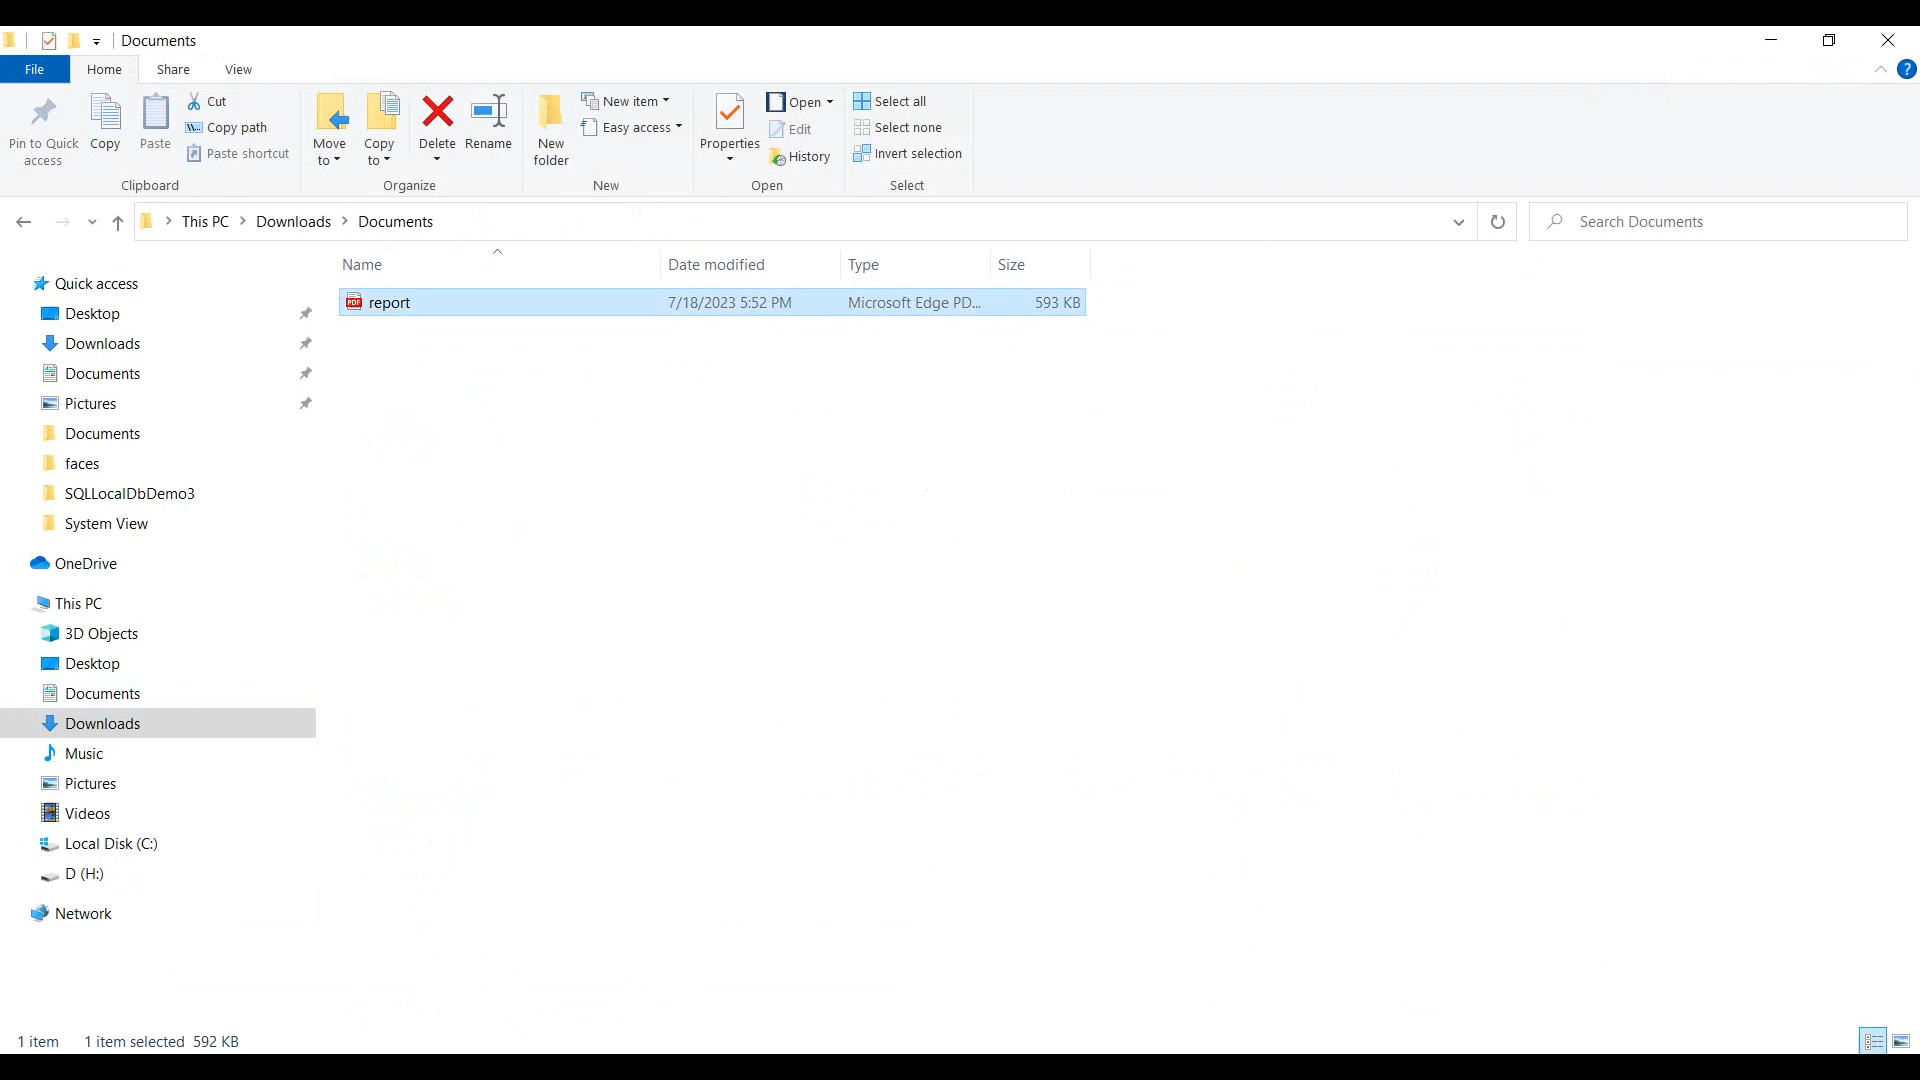 Documents
File Home Share View
Pin to Quick access
Copy
Paste
Cut
Copy path
Paste shortcut
Clipboard
Move to
Copy to
Delete
Rename
Organize
New folder
New item
Easy access
New
Properties
Open
Edit
History
Open
Select all
Select none
Invert selection
Select
This PC > Downloads > Documents
Search Documents
Name Date modified Type Size
report 7/18/2023 5:52 PM Microsoft Edge PD... 593 KB
Quick access
Desktop
Downloads
Documents
Pictures
Documents
faces
SQLLocalDbDemo3
System View
OneDrive
This PC
3D Objects
Desktop
Documents
Downloads
Music
Pictures
Videos
Local Disk (C:)
D (H:)
Network
1 item 1 item selected 592 KB